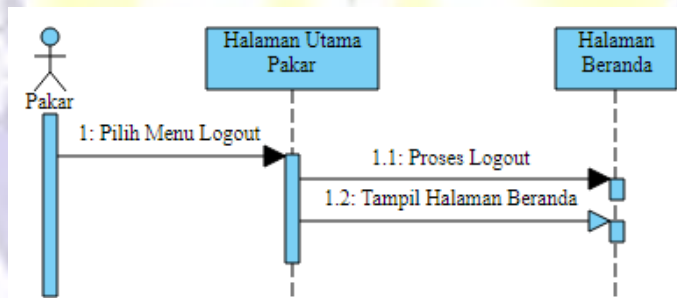 Halaman Utama
Pakar
Halaman
Beranda
Pakar
1: Pilih Menu Logout
1.1: Proses Logout
1.2: Tampil Halaman Beranda